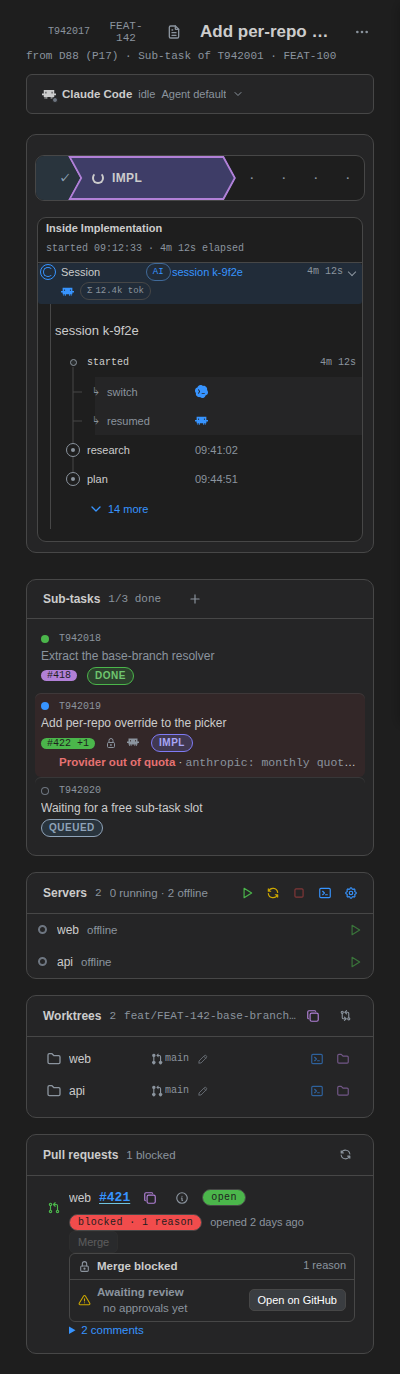 T942017 FEAT-142 Add per-repo …
from D88 (P17) · Sub-task of T942001 · FEAT-100
Claude Code idle Agent default
IMPL
Inside Implementation
started 09:12:33 · 4m 12s elapsed
Session AI session k-9f2e 4m 12s
Σ 12.4k tok
session k-9f2e
started 4m 12s
↳ switch
↳ resumed
research 09:41:02
plan 09:44:51
14 more
Sub-tasks 1/3 done
T942018
Extract the base-branch resolver
#418 DONE
T942019
Add per-repo override to the picker
#422 +1 IMPL
Provider out of quota · anthropic: monthly quot…
T942020
Waiting for a free sub-task slot
QUEUED
Servers 2 0 running · 2 offline
web offline
api offline
Worktrees 2 feat/FEAT-142-base-branch…
web main
api main
Pull requests 1 blocked
web #421 open
blocked · 1 reason opened 2 days ago
Merge
Merge blocked 1 reason
Awaiting review
no approvals yet
Open on GitHub
2 comments